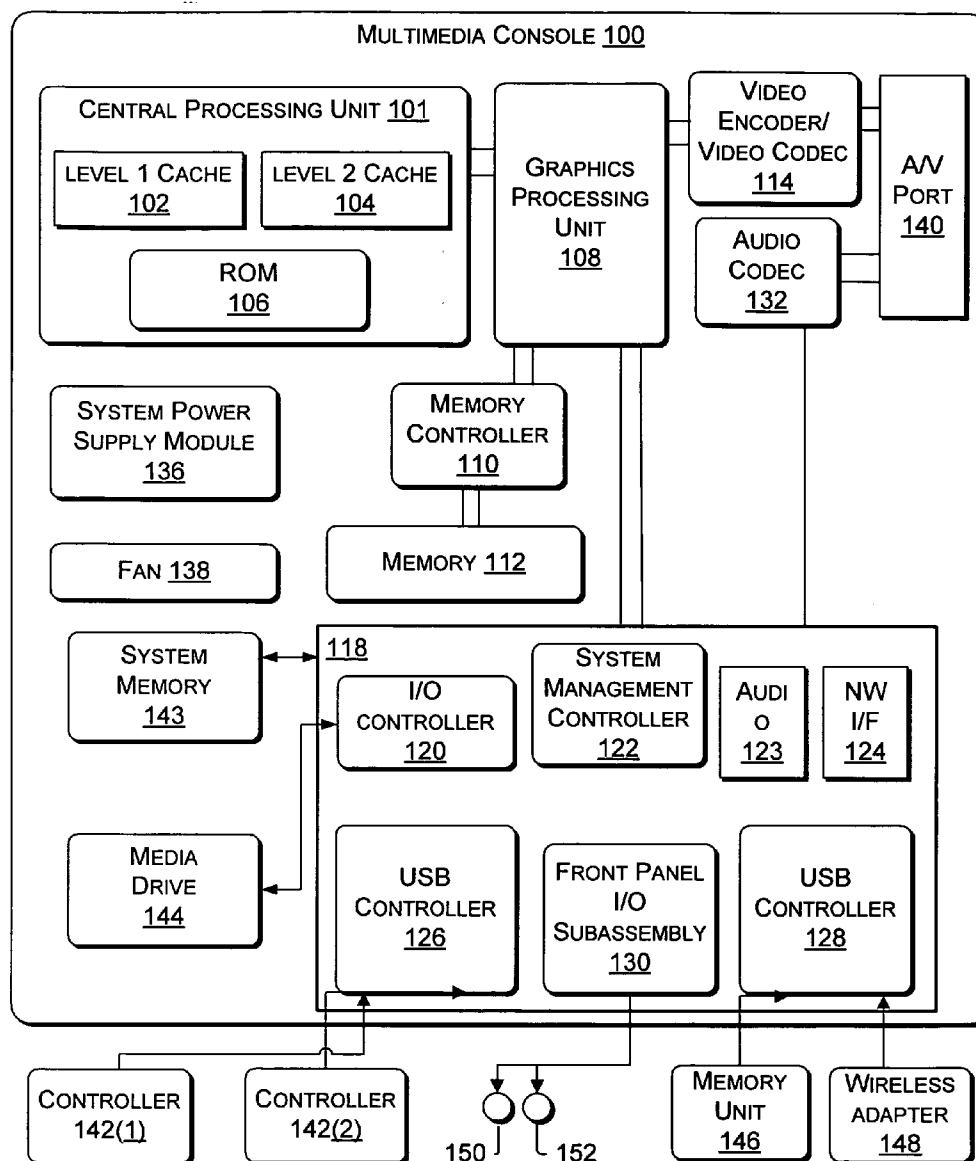 MULTIMEDIA CONSOLE 100
CENTRAL PROCESSING UNIT 101
LEVEL 1 CACHE
102
LEVEL 2 CACHE
104
ROM
106
GRAPHICS
PROCESSING
UNIT
108
VIDEO
ENCODER/
VIDEO CODEC
114
A/V
PORT
140
AUDIO
CODEC
132
SYSTEM POWER
SUPPLY MODULE
136
MEMORY
CONTROLLER
110
FAN 138
MEMORY 112
SYSTEM
MEMORY
143
118
I/O
CONTROLLER
120
SYSTEM
MANAGEMENT
CONTROLLER
122
AUDI
O
123
NW
I/F
124
MEDIA
DRIVE
144
USB
CONTROLLER
126
FRONT PANEL
I/O
SUBASSEMBLY
130
USB
CONTROLLER
128
CONTROLLER
142(1)
CONTROLLER
142(2)
150
152
MEMORY
UNIT
146
WIRELESS
ADAPTER
148